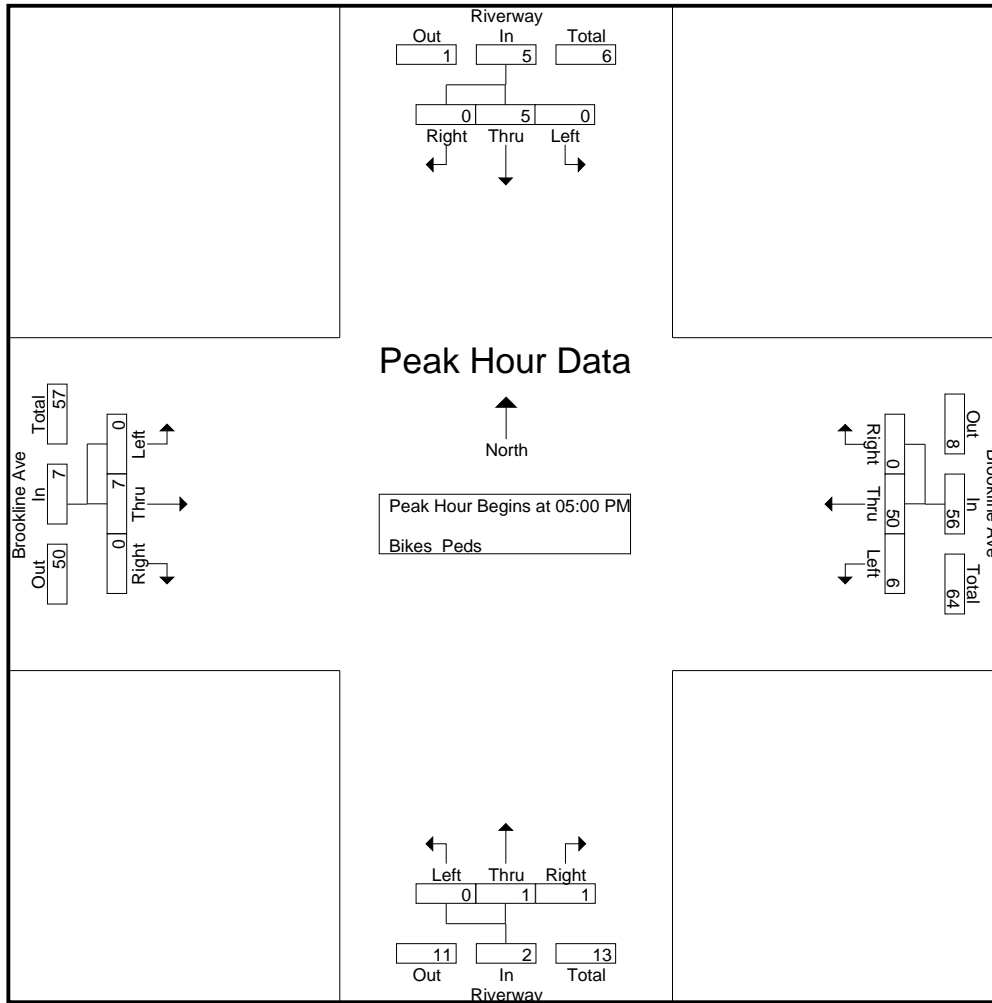 Riverway
Out In Total
1 5 6
0 5 0
Right Thru Left
Peak Hour Data
North
Peak Hour Begins at 05:00 PM
Bikes Peds
Brookline Ave
Total In Out
57 7 50
0 7 0
Left Thru Right
Right Thru Left
0 50 6
Out In Total
8 56 64
Brookline Ave
Left Thru Right
0 1 1
11 2 13
Out In Total
Riverway